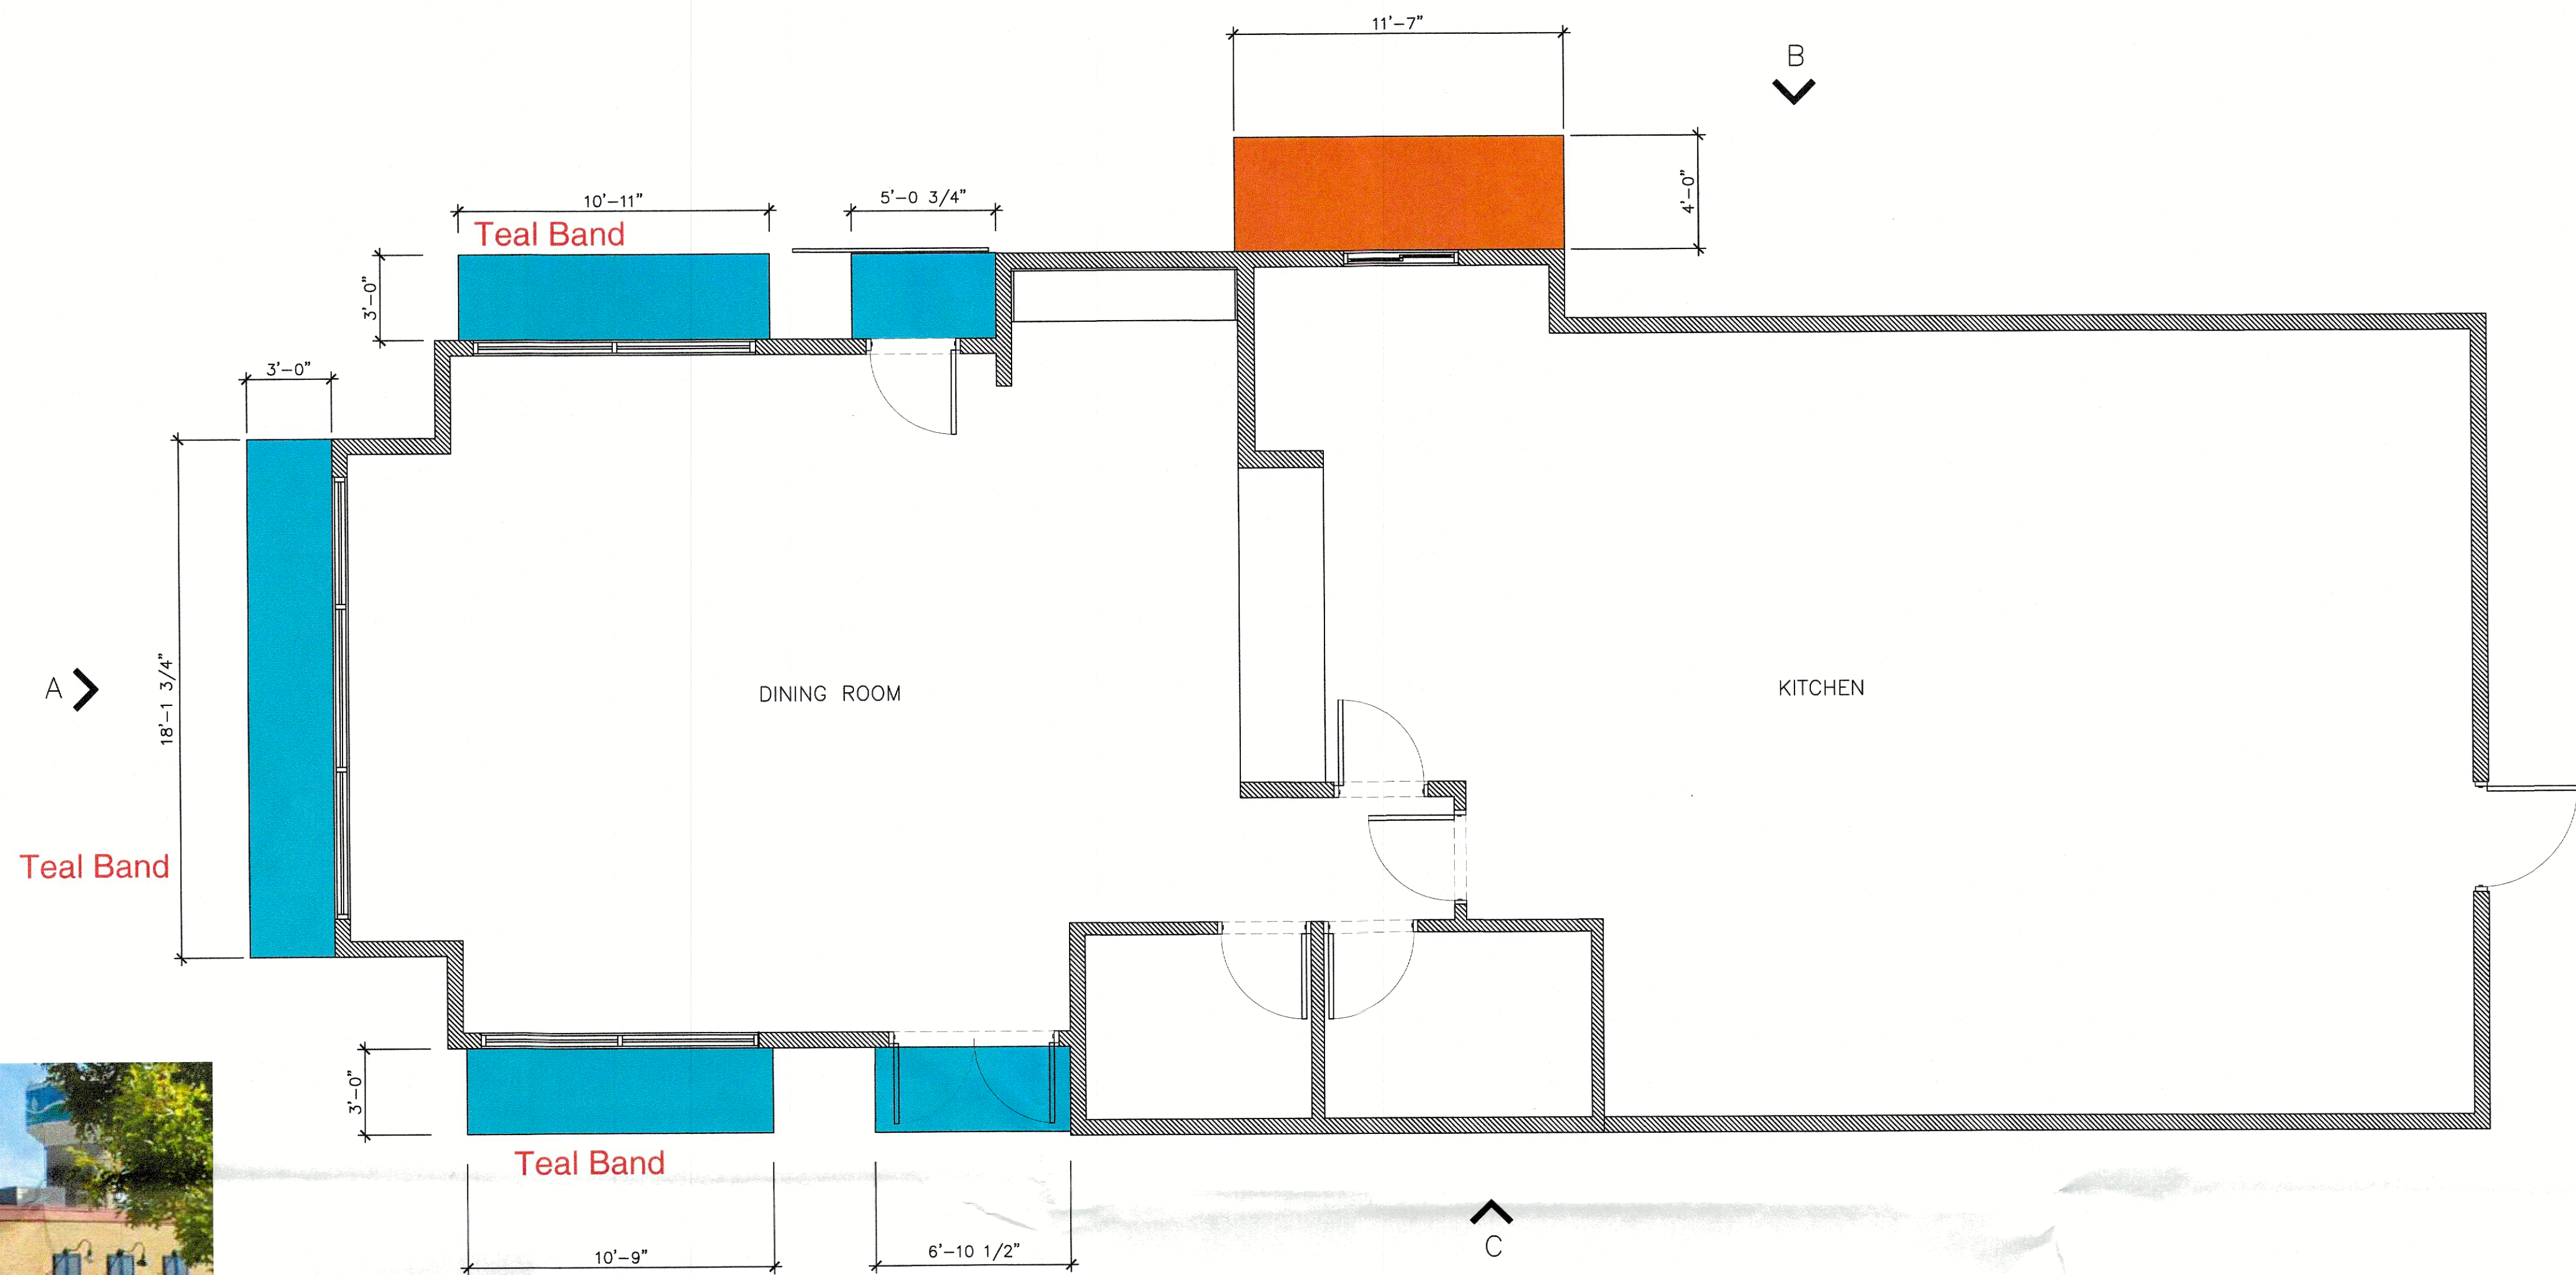 11'-7"
B
10'-11"
5'-0 3/4"
Teal Band
4'-0"
3'-0"
3'-0"
A
18'-1 3/4"
DINING ROOM
KITCHEN
Teal Band
3'-0"
Teal Band
10'-9"
6'-10 1/2"
C